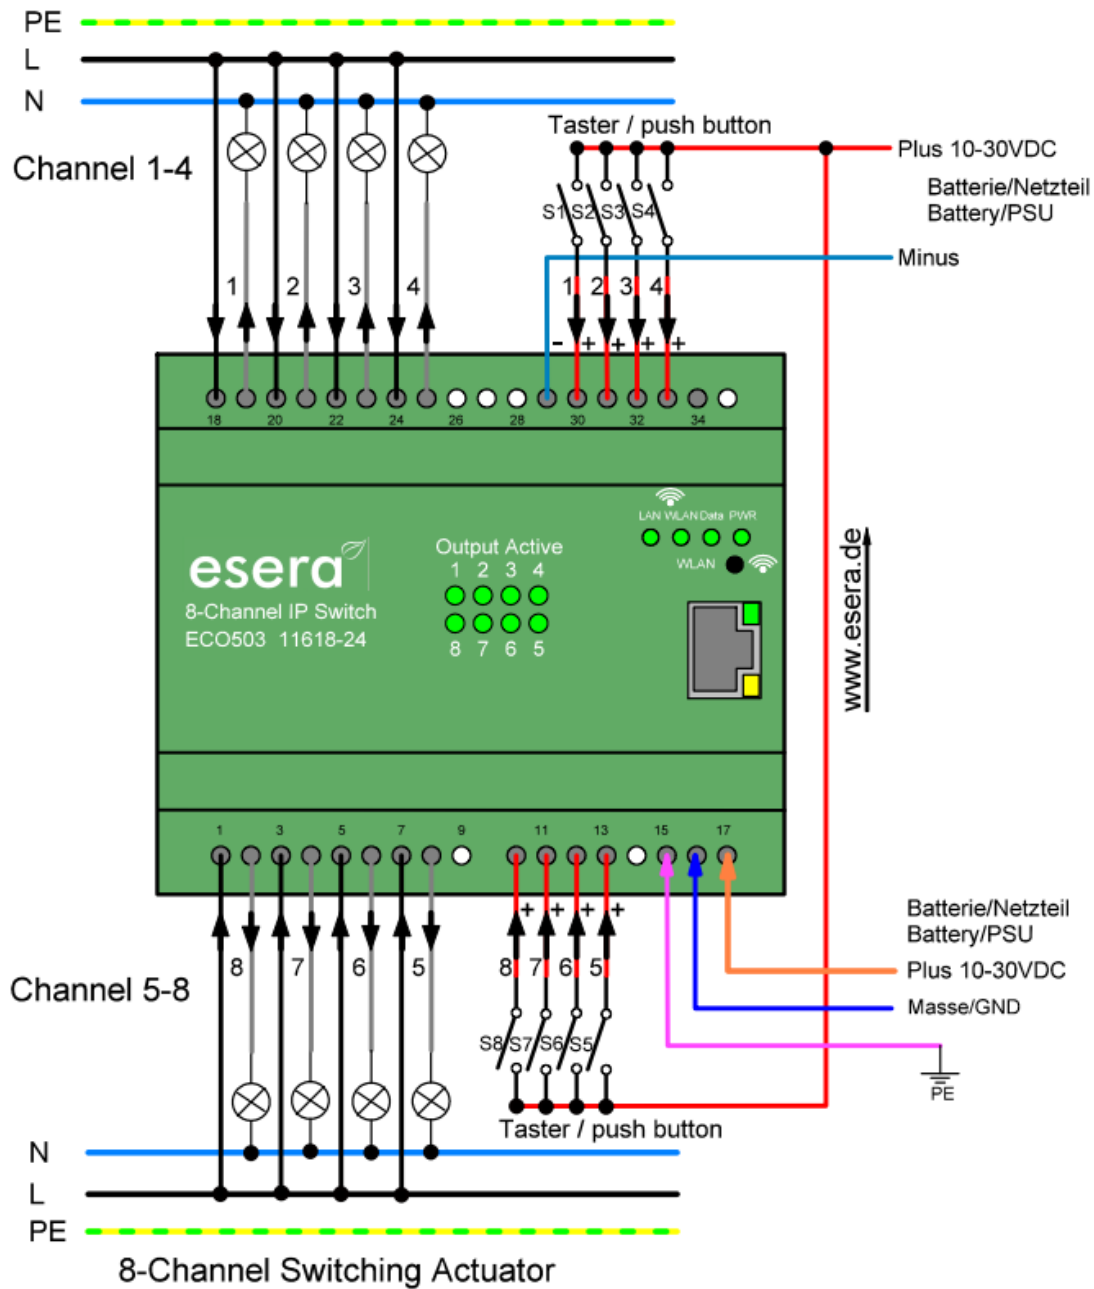 PE
L
N
Channel 1-4
Taster / push button
Plus 10-30VDC
Batterie/Netzteil
Battery/PSU
Minus
S1 S2 S3 S4
1 2 3 4
1 2 3 4
- + + + +
18 20 22 24 26 28 30 32 34
LAN WLAN Data PWR
WLAN
esera
8-Channel IP Switch
ECO503 11618-24
Output Active
1 2 3 4
8 7 6 5
www.esera.de
1 3 5 7 9 11 13 15 17
+ + + +
8 7 6 5
8 7 6 5
Channel 5-8
S8 S7 S6 S5
Batterie/Netzteil
Battery/PSU
Plus 10-30VDC
Masse/GND
PE
Taster / push button
N
L
PE
8-Channel Switching Actuator